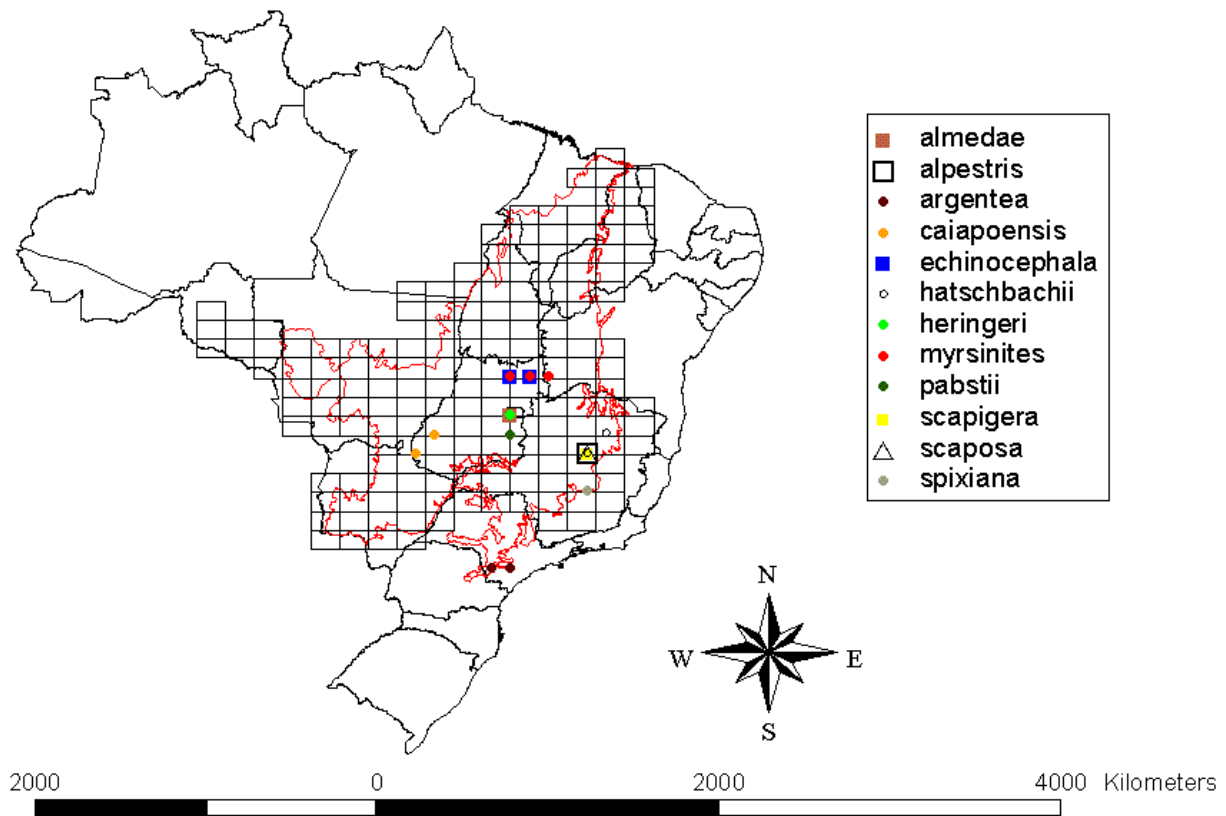 almedae
alpestris
argentea
caiapoensis
echinocephala
hatschbachii
heringeri
myrsinites
pabstii
scapigera
scaposa
spixiana
N
W E
S
2000 0 2000 4000 Kilometers